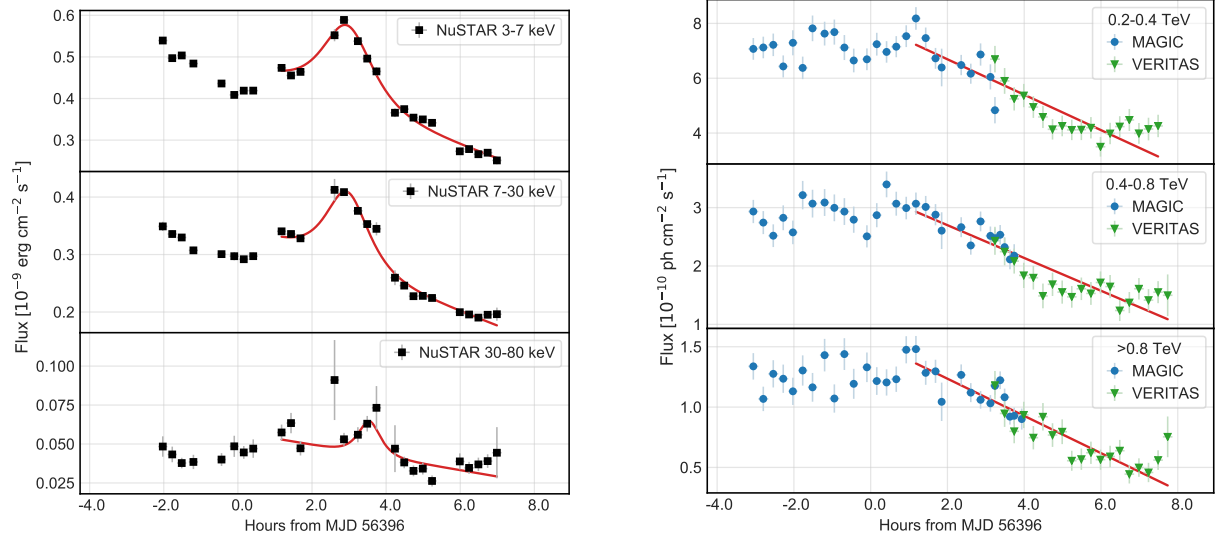 Flux [10⁻⁹ erg cm⁻² s⁻¹]
0.6
0.5
0.4
0.3
NuSTAR 3-7 keV
0.4
0.3
0.2
NuSTAR 7-30 keV
0.100
0.075
0.050
0.025
NuSTAR 30-80 keV
-4.0 -2.0 0.0 2.0 4.0 6.0 8.0
Hours from MJD 56396
Flux [10⁻¹⁰ ph cm⁻² s⁻¹]
8
6
4
0.2-0.4 TeV
MAGIC
VERITAS
3
2
1
0.4-0.8 TeV
MAGIC
VERITAS
1.5
1.0
0.5
>0.8 TeV
MAGIC
VERITAS
-4.0 -2.0 0.0 2.0 4.0 6.0 8.0
Hours from MJD 56396